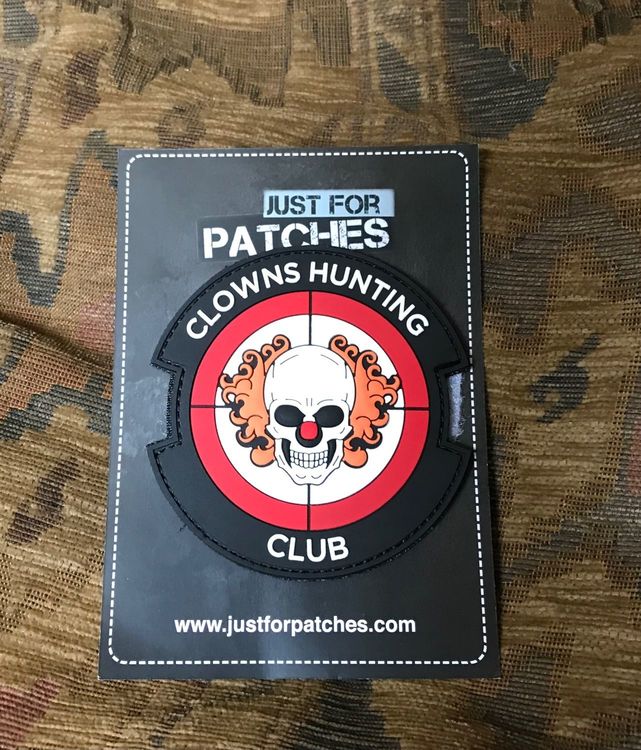 JUST FOR
PATCHES
CLOWNS HUNTING
CLUB
www.justforpatches.com